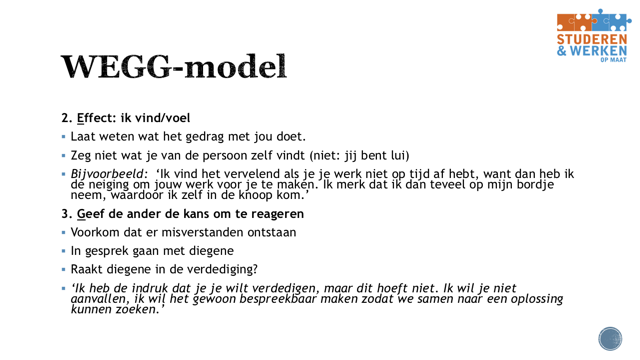 STUDEREN
& WERKEN
OP MAAT
WEGG-model
2. Effect: ik vind/voel
▪ Laat weten wat het gedrag met jou doet.
▪ Zeg niet wat je van de persoon zelf vindt (niet: jij bent lui)
▪ Bijvoorbeeld: ‘Ik vind het vervelend als je je werk niet op tijd af hebt, want dan heb ik
de neiging om jouw werk voor je te maken. Ik merk dat ik dan teveel op mijn bordje
neem, waardoor ik zelf in de knoop kom.’
3. Geef de ander de kans om te reageren
▪ Voorkom dat er misverstanden ontstaan
▪ In gesprek gaan met diegene
▪ Raakt diegene in de verdediging?
▪ ‘Ik heb de indruk dat je je wilt verdedigen, maar dit hoeft niet. Ik wil je niet
aanvallen, ik wil het gewoon bespreekbaar maken zodat we samen naar een oplossing
kunnen zoeken.’